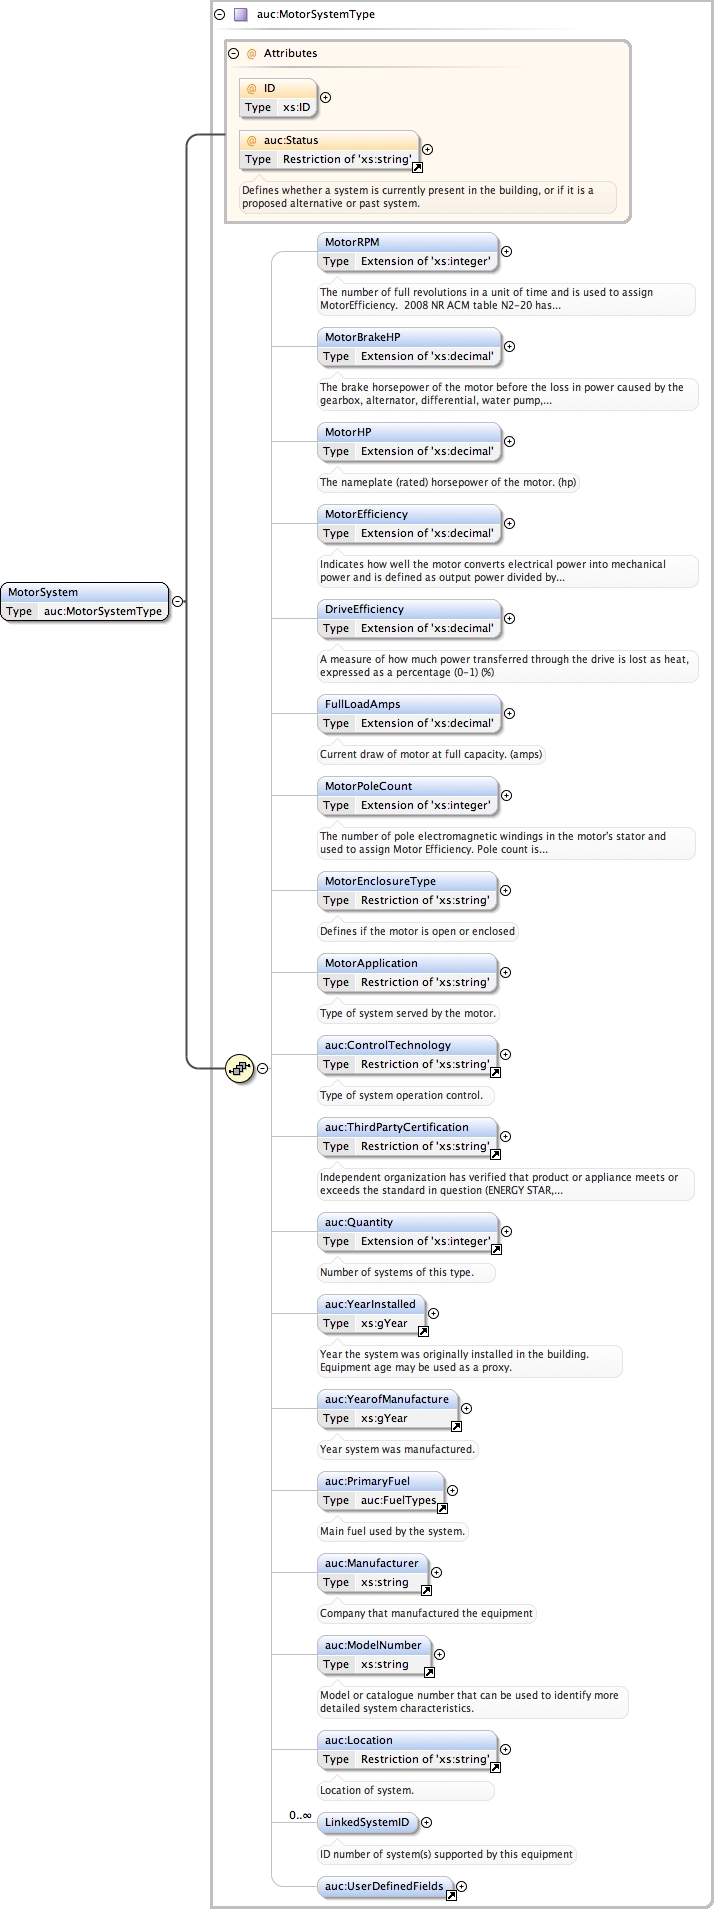 auc:MotorSystemType
@ Attributes
@ ID
Type xs:ID
@ auc:Status
Type Restriction of 'xs:string'
Defines whether a system is currently present in the building, or if it is a
proposed alternative or past system.
MotorRPM
Type Extension of 'xs:integer'
The number of full revolutions in a unit of time and is used to assign
MotorEfficiency.  2008 NR ACM table N2-20 has...
MotorBrakeHP
Type Extension of 'xs:decimal'
The brake horsepower of the motor before the loss in power caused by the
gearbox, alternator, differential, water pump,...
MotorHP
Type Extension of 'xs:decimal'
The nameplate (rated) horsepower of the motor. (hp)
MotorEfficiency
Type Extension of 'xs:decimal'
Indicates how well the motor converts electrical power into mechanical
power and is defined as output power divided by...
MotorSystem
Type auc:MotorSystemType
DriveEfficiency
Type Extension of 'xs:decimal'
A measure of how much power transferred through the drive is lost as heat,
expressed as a percentage (0-1) (%)
FullLoadAmps
Type Extension of 'xs:decimal'
Current draw of motor at full capacity. (amps)
MotorPoleCount
Type Extension of 'xs:integer'
The number of pole electromagnetic windings in the motor's stator and
used to assign Motor Efficiency. Pole count is...
MotorEnclosureType
Type Restriction of 'xs:string'
Defines if the motor is open or enclosed
MotorApplication
Type Restriction of 'xs:string'
Type of system served by the motor.
auc:ControlTechnology
Type Restriction of 'xs:string'
Type of system operation control.
auc:ThirdPartyCertification
Type Restriction of 'xs:string'
Independent organization has verified that product or appliance meets or
exceeds the standard in question (ENERGY STAR,...
auc:Quantity
Type Extension of 'xs:integer'
Number of systems of this type.
auc:YearInstalled
Type xs:gYear
Year the system was originally installed in the building.
Equipment age may be used as a proxy.
auc:YearofManufacture
Type xs:gYear
Year system was manufactured.
auc:PrimaryFuel
Type auc:FuelTypes
Main fuel used by the system.
auc:Manufacturer
Type xs:string
Company that manufactured the equipment
auc:ModelNumber
Type xs:string
Model or catalogue number that can be used to identify more
detailed system characteristics.
auc:Location
Type Restriction of 'xs:string'
Location of system.
0..∞
LinkedSystemID
ID number of system(s) supported by this equipment
auc:UserDefinedFields